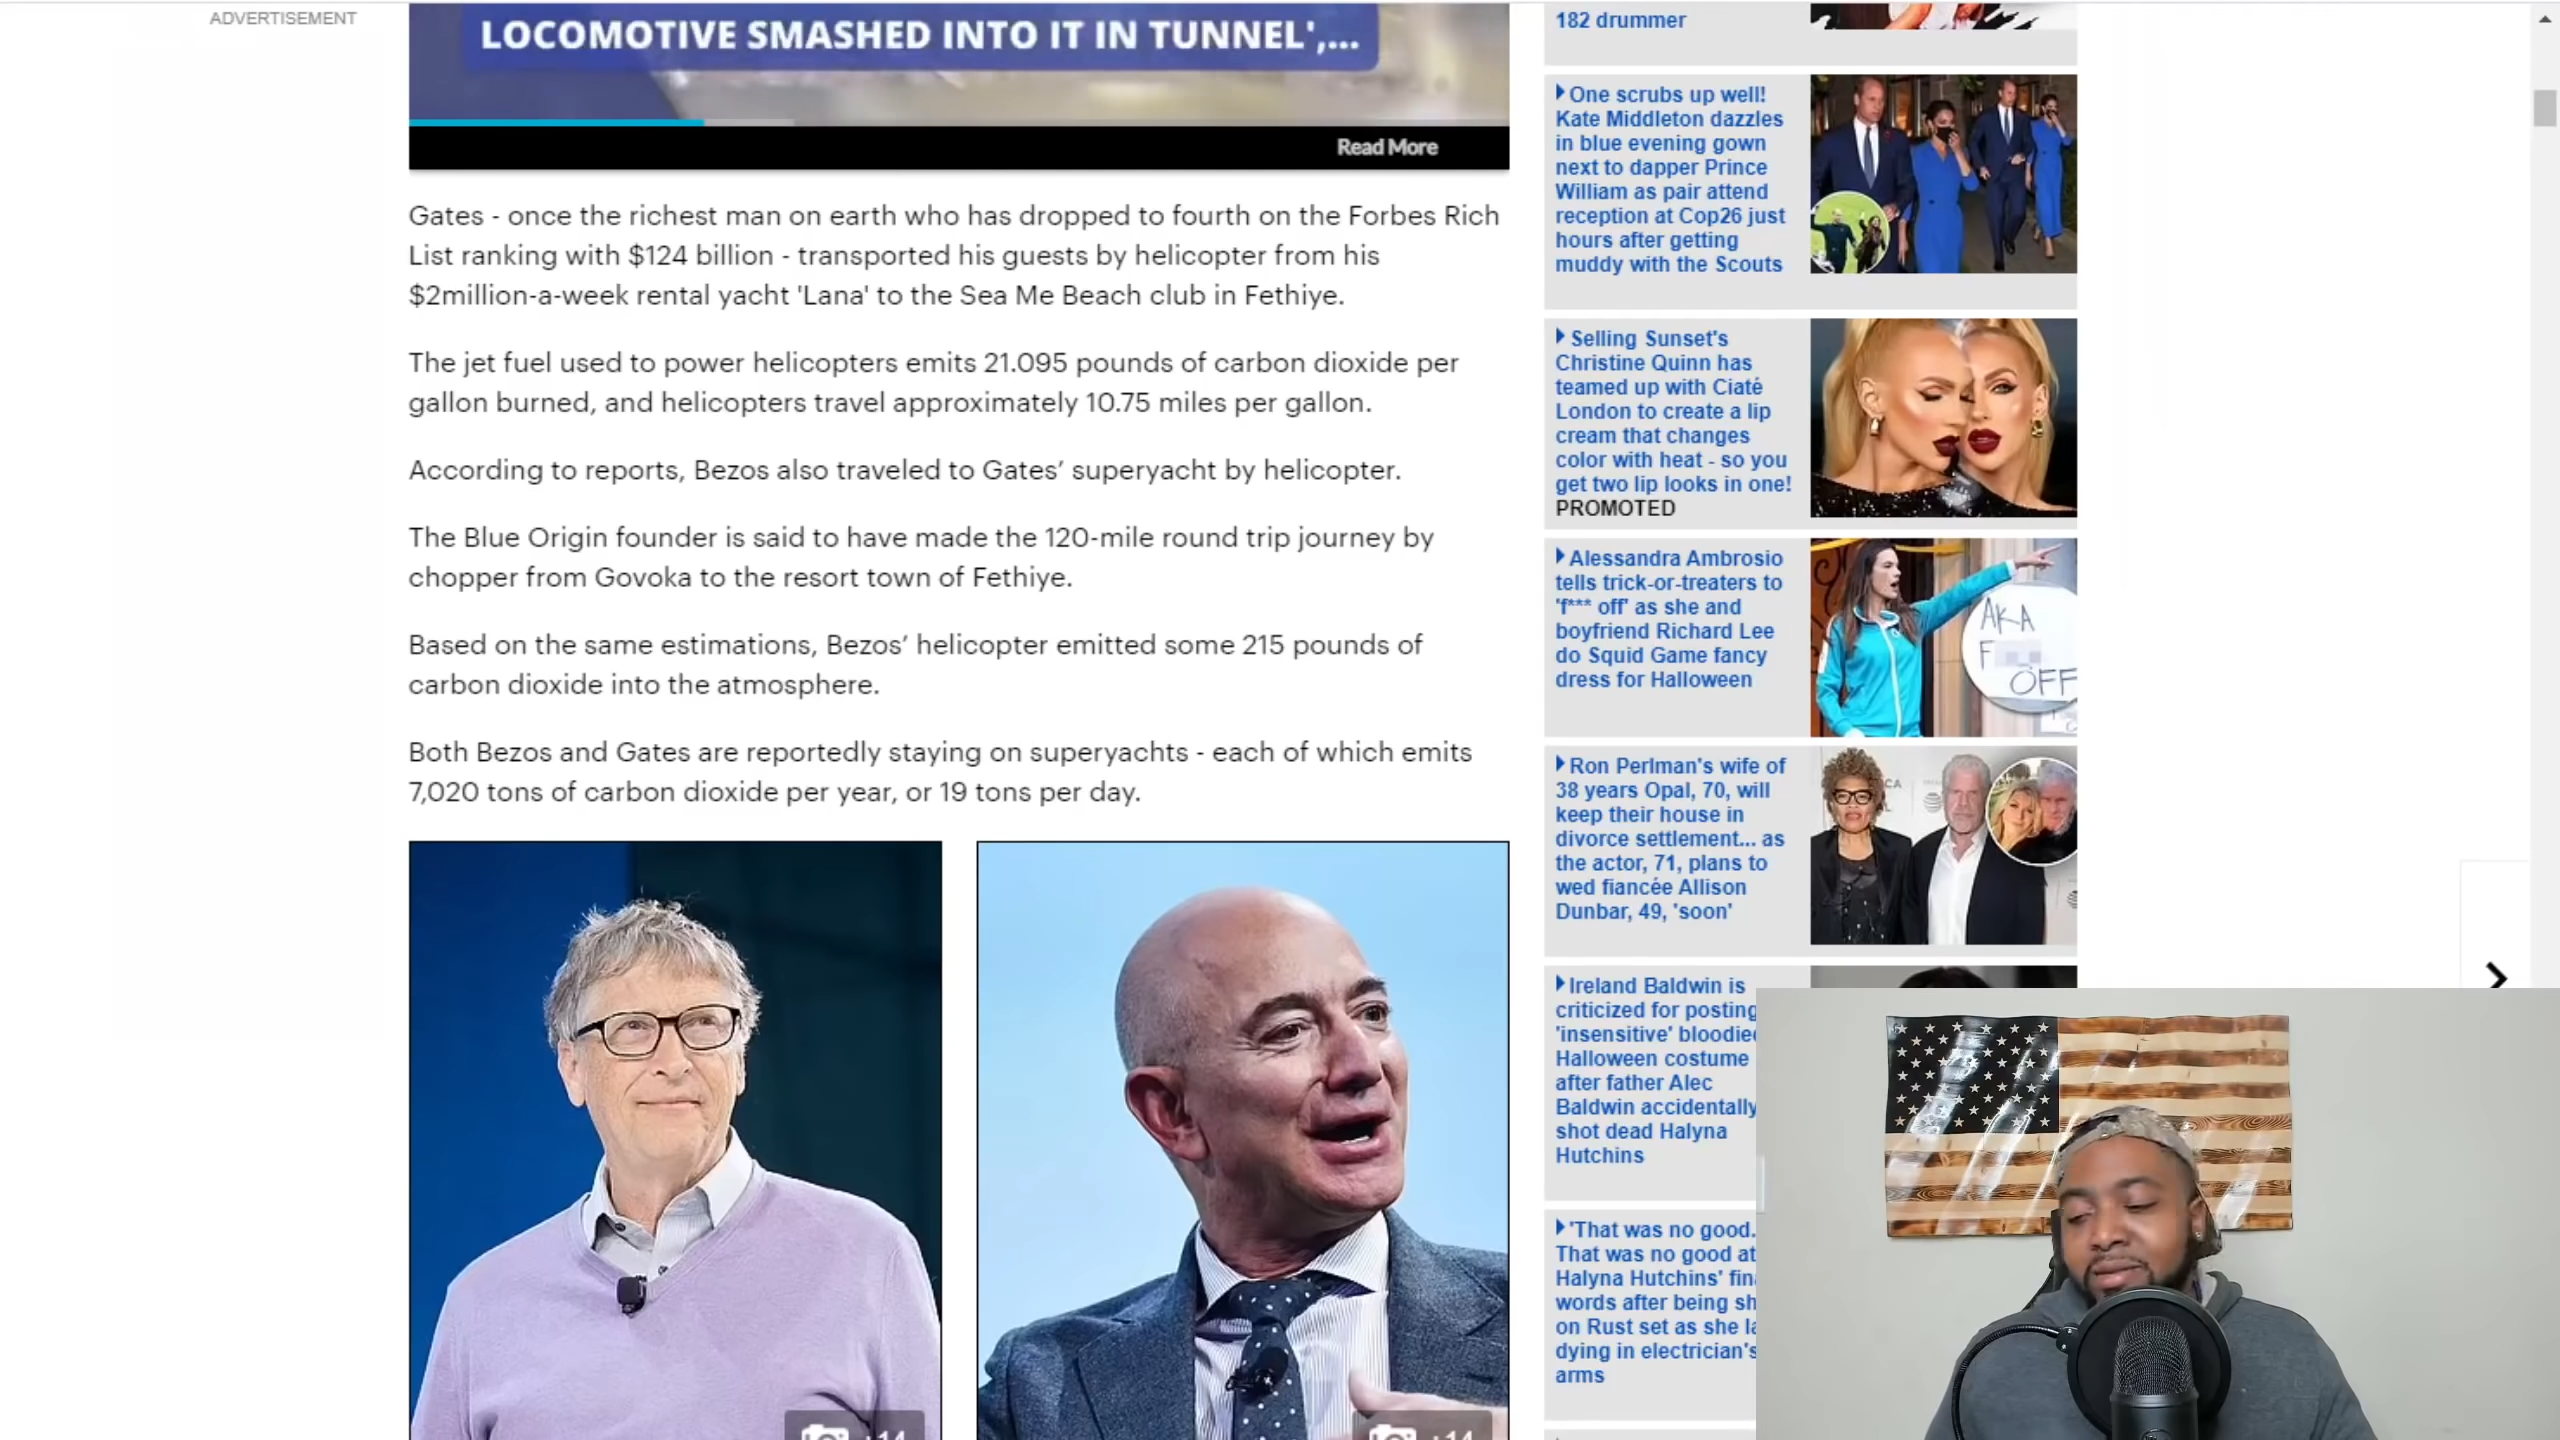 ADVERTISEMENT
LOCOMOTIVE SMASHED INTO IT IN TUNNEL',...
Read More
Gates - once the richest man on earth who has dropped to fourth on the Forbes Rich
List ranking with $124 billion - transported his guests by helicopter from his
$2million-a-week rental yacht 'Lana' to the Sea Me Beach club in Fethiye.
The jet fuel used to power helicopters emits 21.095 pounds of carbon dioxide per
gallon burned, and helicopters travel approximately 10.75 miles per gallon.
According to reports, Bezos also traveled to Gates’ superyacht by helicopter.
The Blue Origin founder is said to have made the 120-mile round trip journey by
chopper from Govoka to the resort town of Fethiye.
Based on the same estimations, Bezos’ helicopter emitted some 215 pounds of
carbon dioxide into the atmosphere.
Both Bezos and Gates are reportedly staying on superyachts - each of which emits
7,020 tons of carbon dioxide per year, or 19 tons per day.
+14
+14
182 drummer
One scrubs up well!
Kate Middleton dazzles
in blue evening gown
next to dapper Prince
William as pair attend
reception at Cop26 just
hours after getting
muddy with the Scouts
Selling Sunset's
Christine Quinn has
teamed up with Ciaté
London to create a lip
cream that changes
color with heat - so you
get two lip looks in one!
PROMOTED
Alessandra Ambrosio
tells trick-or-treaters to
'f*** off' as she and
boyfriend Richard Lee
do Squid Game fancy
dress for Halloween
AKA
F
OFF
Ron Perlman's wife of
38 years Opal, 70, will
keep their house in
divorce settlement... as
the actor, 71, plans to
wed fiancée Allison
Dunbar, 49, 'soon'
Ireland Baldwin is
criticized for posting
'insensitive' bloodied
Halloween costume
after father Alec
Baldwin accidentally
shot dead Halyna
Hutchins
'That was no good.
That was no good at
Halyna Hutchins' fin
words after being sh
on Rust set as she la
dying in electrician's
arms